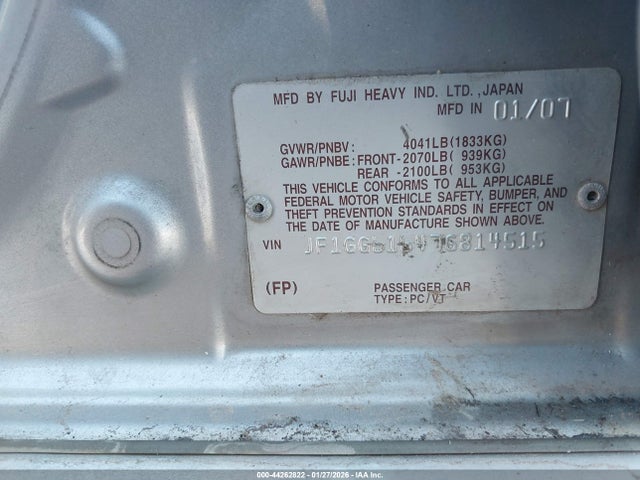 MFD BY FUJI HEAVY IND. LTD.,JAPAN
MFD IN 01/07
GVWR/PNBV: 4041LB(1833KG)
GAWR/PNBE: FRONT-2070LB( 939KG)
REAR -2100LB( 953KG)
THIS VEHICLE CONFORMS TO ALL APPLICABLE
FEDERAL MOTOR VEHICLE SAFETY, BUMPER, AND
THEFT PREVENTION STANDARDS IN EFFECT ON
THE DATE OF MANUFACTURE SHOWN ABOVE.
VIN
(FP) PASSENGER CAR
TYPE: PC/VT
000-44262822 - 01/27/2026 - IAA Inc.